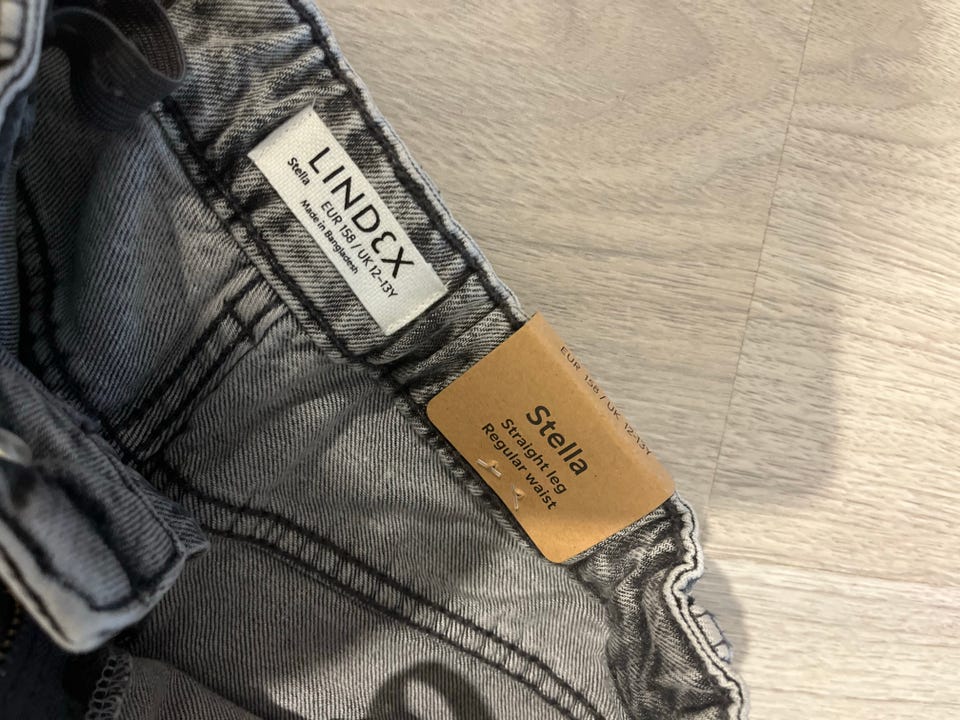 LINDEX
Stella
EUR 158 / UK 12-13Y
Made in Bangladesh
EUR 158 / UK 12-13Y
Stella
Straight leg
Regular waist